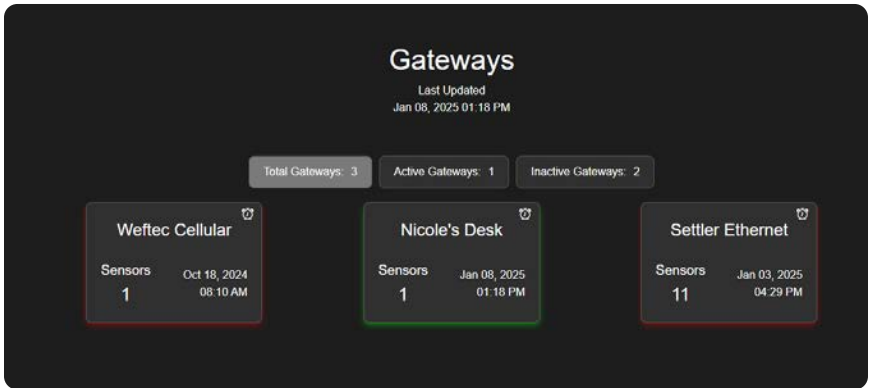 Gateways
Last Updated
Jan 08, 2025 01:18 PM
Total Gateways: 3
Active Gateways: 1
Inactive Gateways: 2
Weftec Cellular
Sensors
1
Oct 18, 2024
08:10 AM
Nicole's Desk
Sensors
1
Jan 08, 2025
01:18 PM
Settler Ethernet
Sensors
11
Jan 03, 2025
04:29 PM